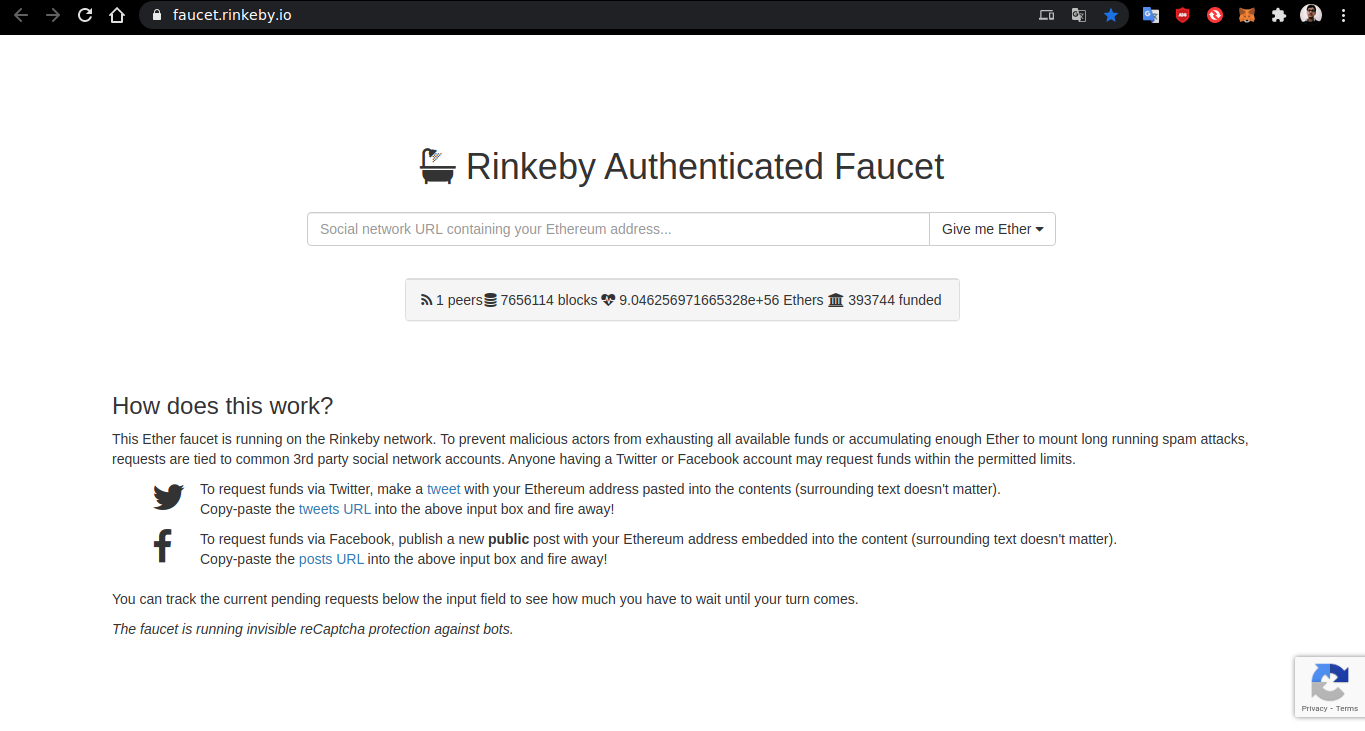 faucet.rinkeby.io
Rinkeby Authenticated Faucet
Social network URL containing your Ethereum address...
Give me Ether
1 peers 7656114 blocks 9.046256971665328e+56 Ethers 393744 funded
How does this work?
This Ether faucet is running on the Rinkeby network. To prevent malicious actors from exhausting all available funds or accumulating enough Ether to mount long running spam attacks,
requests are tied to common 3rd party social network accounts. Anyone having a Twitter or Facebook account may request funds within the permitted limits.
To request funds via Twitter, make a tweet with your Ethereum address pasted into the contents (surrounding text doesn't matter).
Copy-paste the tweets URL into the above input box and fire away!
To request funds via Facebook, publish a new public post with your Ethereum address embedded into the content (surrounding text doesn't matter).
Copy-paste the posts URL into the above input box and fire away!
You can track the current pending requests below the input field to see how much you have to wait until your turn comes.
The faucet is running invisible reCaptcha protection against bots.
Privacy - Terms